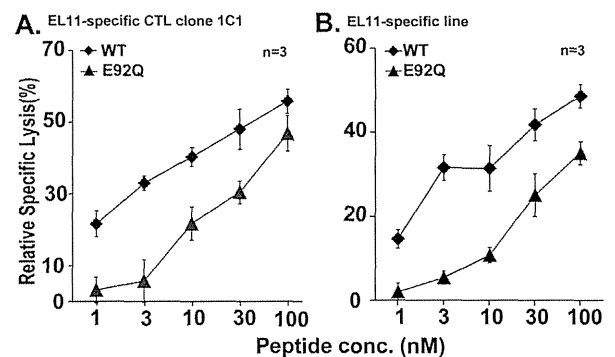 A. EL11-specific CTL clone 1C1
WT
E92Q
n=3
Relative Specific Lysis(%)
70
50
30
10
0
1 3 10 30 100
B. EL11-specific line
WT
E92Q
n=3
60
40
20
0
1 3 10 30 100
Peptide conc. (nM)